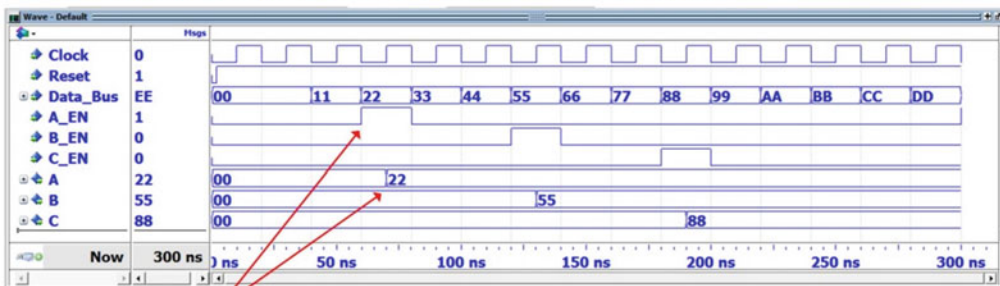 Wave - Default
Msgs
Clock 0
Reset 1
Data_Bus EE 00 11 22 33 44 55 66 77 88 99 AA BB CC DD
A_EN 1
B_EN 0
C_EN 0
A 22 00 22
B 55 00 55
C 88 00 88
Now 300 ns ns 50 ns 100 ns 150 ns 200 ns 250 ns 300 ns